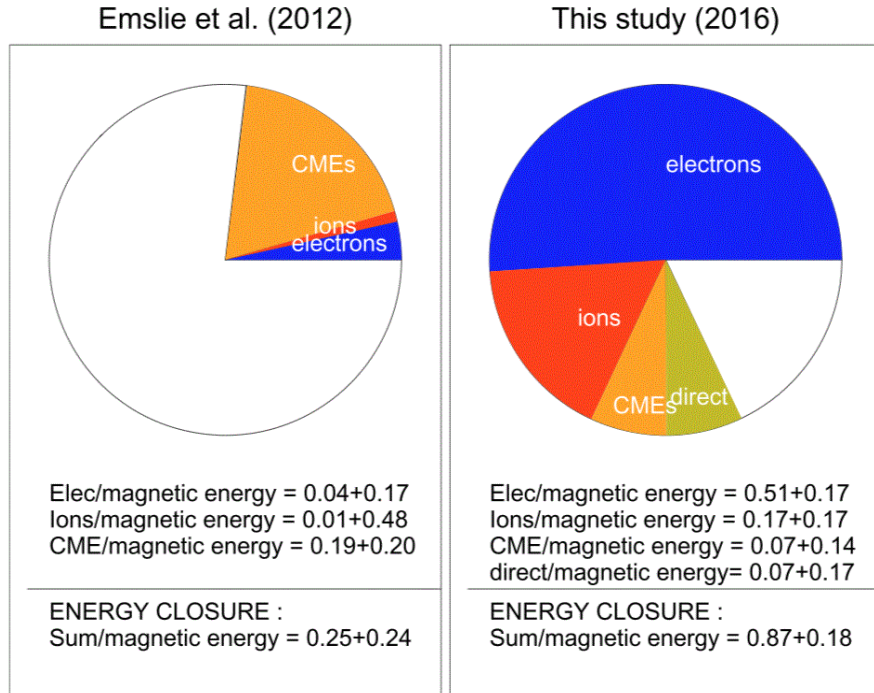 Emslie et al. (2012)
CMEs
ions
electrons
Elec/magnetic energy = 0.04+0.17
Ions/magnetic energy = 0.01+0.48
CME/magnetic energy = 0.19+0.20
ENERGY CLOSURE :
Sum/magnetic energy = 0.25+0.24
This study (2016)
electrons
ions
CMEs
direct
Elec/magnetic energy = 0.51+0.17
Ions/magnetic energy = 0.17+0.17
CME/magnetic energy = 0.07+0.14
direct/magnetic energy= 0.07+0.17
ENERGY CLOSURE :
Sum/magnetic energy = 0.87+0.18